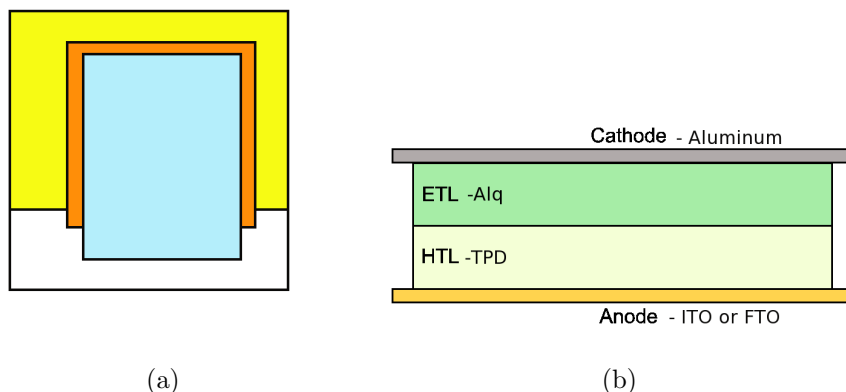 Cathode - Aluminum
ETL -Alq
HTL -TPD
Anode - ITO or FTO
(a) (b)